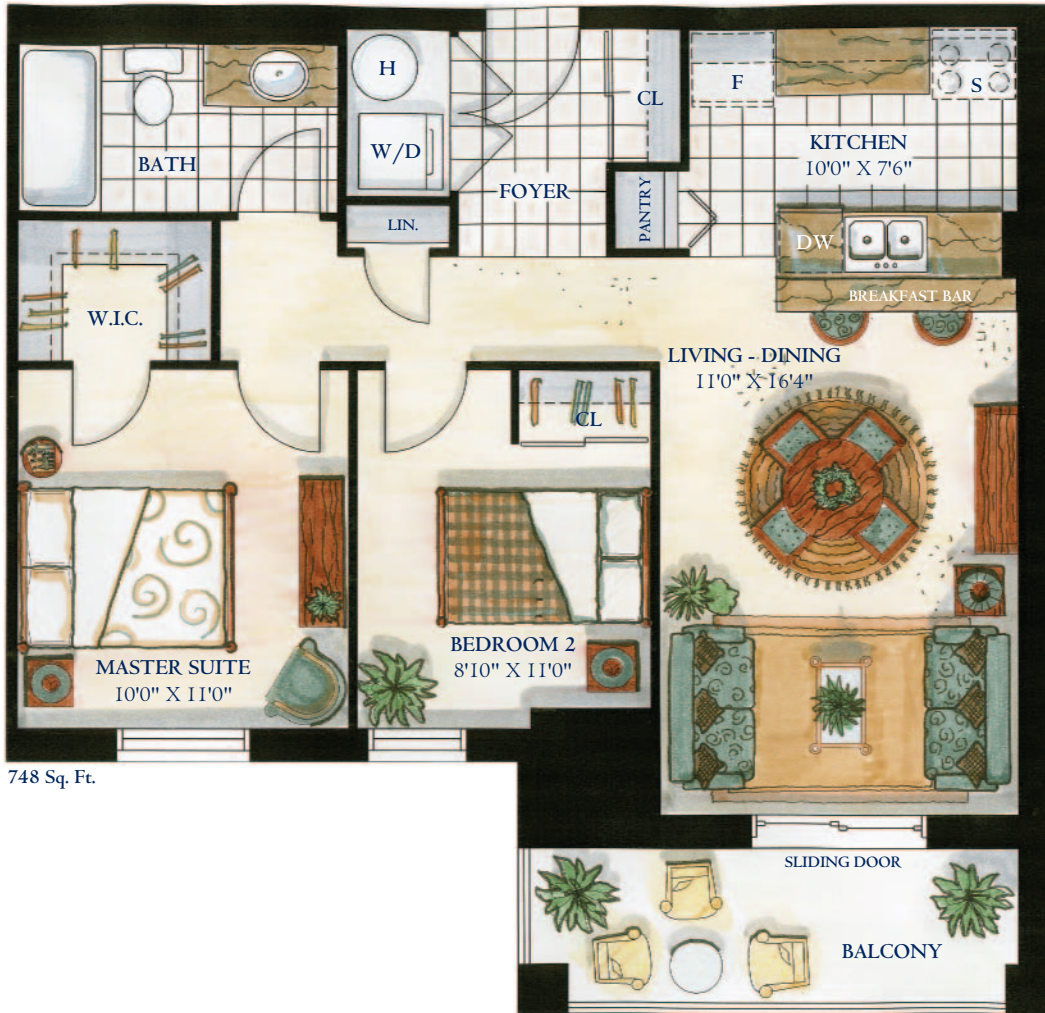 H
W/D
BATH
LIN.
FOYER
CL
PANTRY
F
S
KITCHEN
10'0" X 7'6"
DW
BREAKFAST BAR
W.I.C.
LIVING - DINING
11'0" X 16'4"
CL
MASTER SUITE
10'0" X 11'0"
BEDROOM 2
8'10" X 11'0"
748 Sq. Ft.
SLIDING DOOR
BALCONY